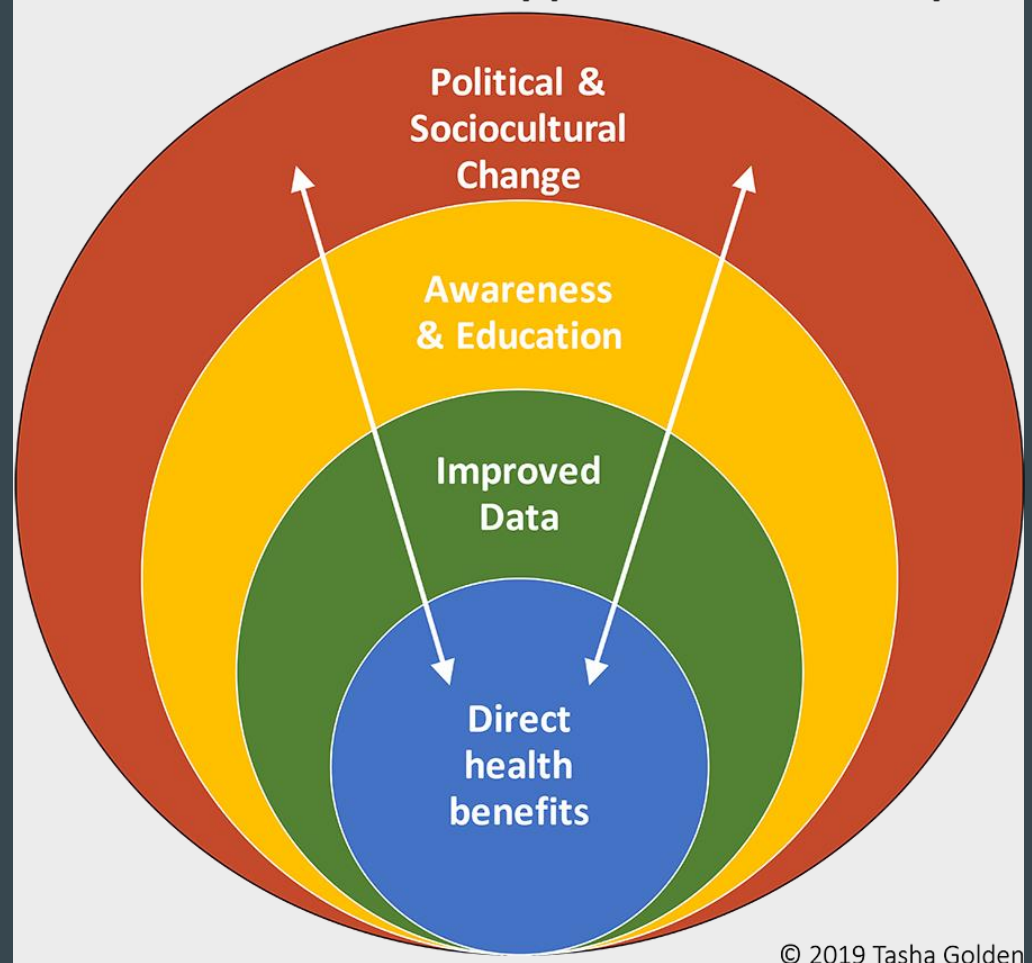 Political &
Sociocultural
Change
Awareness
& Education
Improved
Data
Direct
health
benefits
© 2019 Tasha Golden